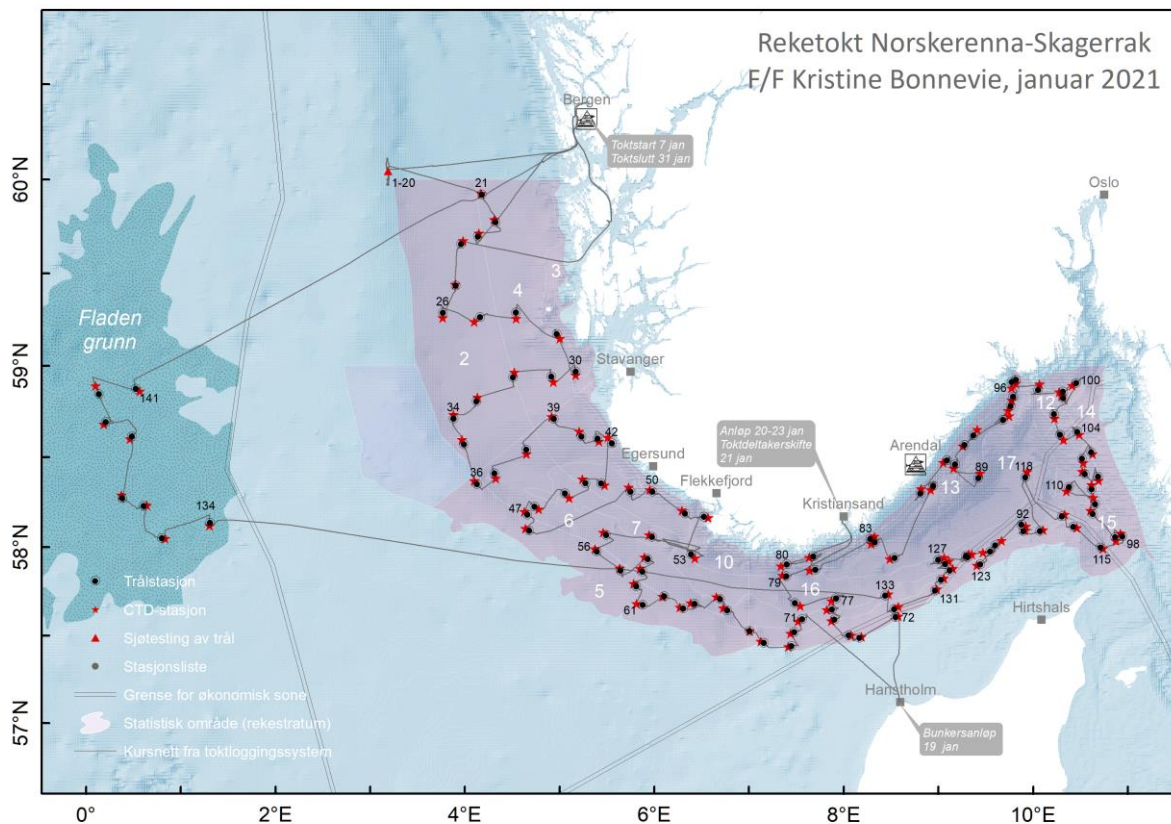 Reketokt Norskerenna-Skagerrak
F/F Kristine Bonnevie, januar 2021
Bergen
Toktstart 7 jan
Toktslutt 31 jan
Oslo
60°N
1-20
21
3
4
26
Fladen
grunn
2
59°N
Stavanger
30
141
34
39
42
Egersund
36
Flekkefjord
50
Anløp 20-23 jan
Toktdeltakerskifte
21 jan
Kristiansand
Arendal
96
12
100
14
104
17
118
89
13
110
134
47
6
7
83
92
15
98
58°N
56
53
10
80
127
115
123
5
79
16
133
131
61
77
71
72
Hirtshals
Trålstasjon
CTD-stasjon
Sjøtesting av trål
Stasjonsliste
Grense for økonomisk sone
Statistisk område (rekestratum)
Kursnett fra toktloggingssystem
Hanstholm
57°N
Bunkersanløp
19 jan
0°
2°E
4°E
6°E
8°E
10°E